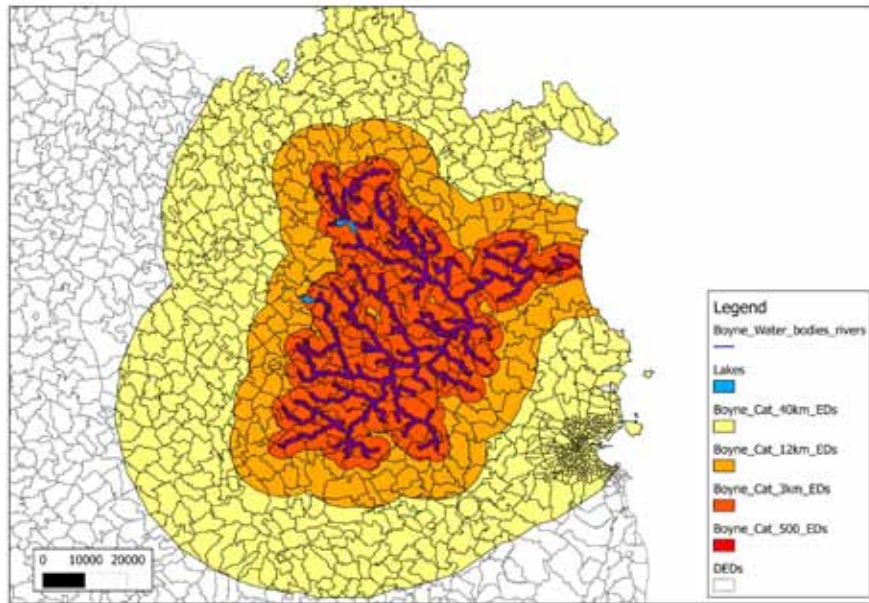 Legend
Boyne_Water_bodies_rivers
Lakes
Boyne_Cat_40km_EDs
Boyne_Cat_12km_EDs
Boyne_Cat_3km_EDs
Boyne_Cat_500_EDs
DEDs
0 10000 20000